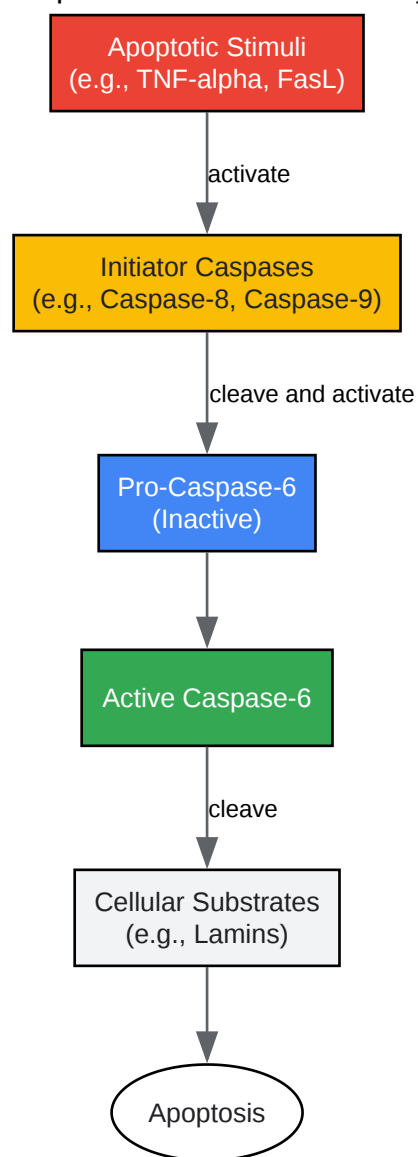 Apoptotic Stimuli
(e.g., TNF-alpha, FasL)
activate
Initiator Caspases
(e.g., Caspase-8, Caspase-9)
cleave and activate
Pro-Caspase-6
(Inactive)
Active Caspase-6
cleave
Cellular Substrates
(e.g., Lamins)
Apoptosis